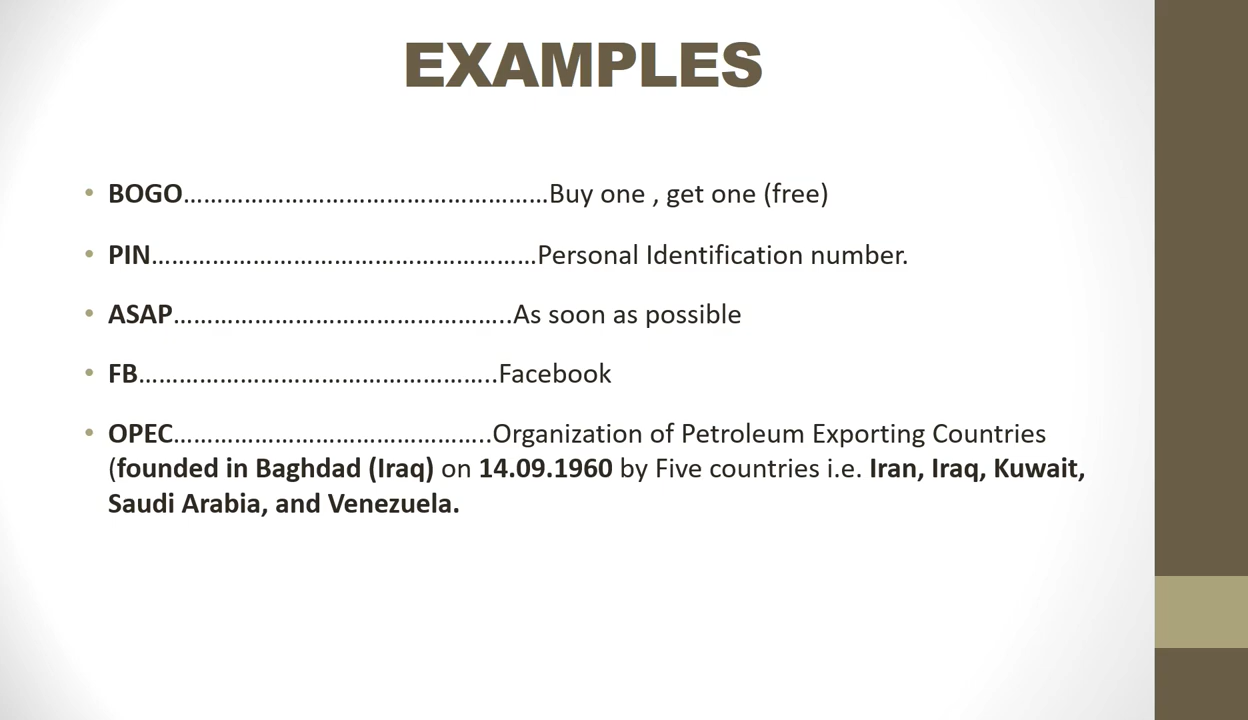 EXAMPLES
• BOGO………………………………………………Buy one , get one (free)
• PIN…………………………………………………Personal Identification number.
• ASAP…………………………………………..As soon as possible
• FB……………………………………………..Facebook
• OPEC………………………………………..Organization of Petroleum Exporting Countries
(founded in Baghdad (Iraq) on 14.09.1960 by Five countries i.e. Iran, Iraq, Kuwait,
Saudi Arabia, and Venezuela.